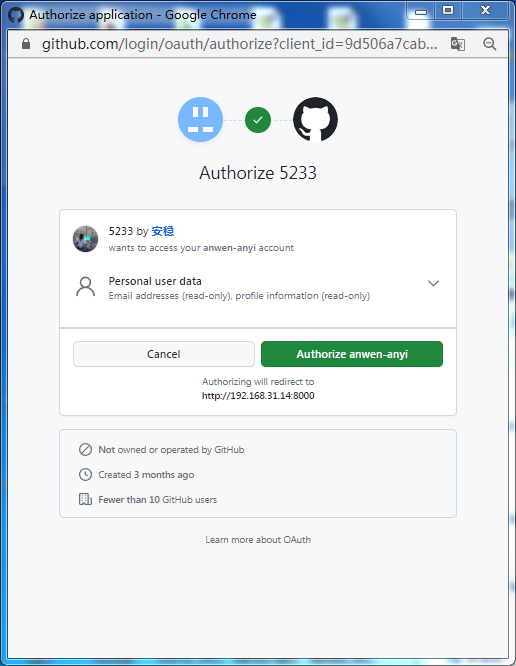 Authorize application - Google Chrome
github.com/login/oauth/authorize?client_id=9d506a7cab...
Authorize 5233
5233 by 安稳
wants to access your anwen-anyi account
Personal user data
Email addresses (read-only), profile information (read-only)
Cancel
Authorize anwen-anyi
Authorizing will redirect to
http://192.168.31.14:8000
Not owned or operated by GitHub
Created 3 months ago
Fewer than 10 GitHub users
Learn more about OAuth